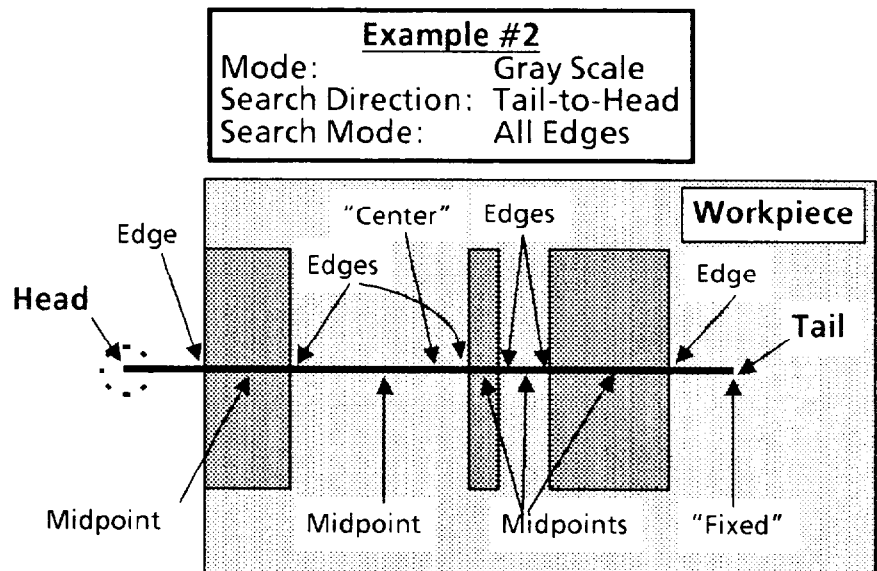 Example #2
Mode: Gray Scale
Search Direction: Tail-to-Head
Search Mode: All Edges
Workpiece
"Center" Edges
Edge
Edges
Edge
Head
Tail
Midpoint Midpoint Midpoints "Fixed"